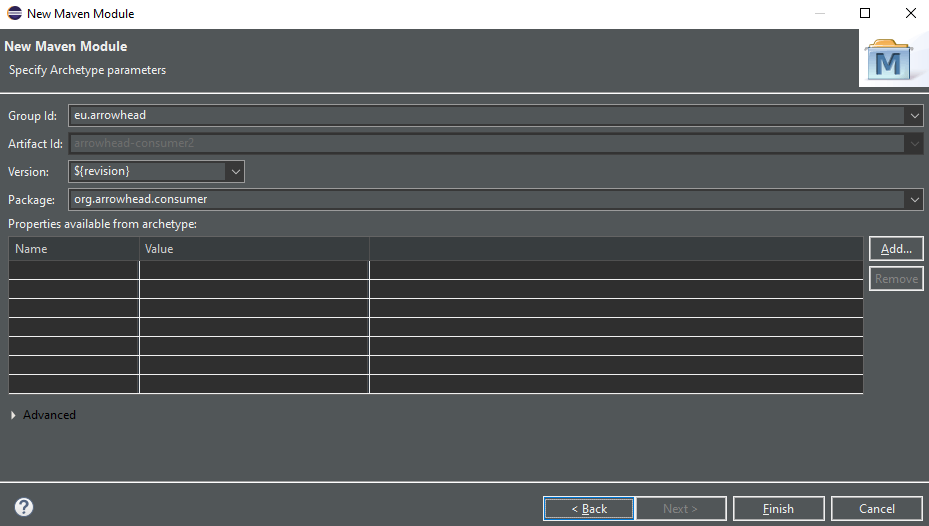 New Maven Module
New Maven Module
Specify Archetype parameters
M
Group Id: eu.arrowhead
Artifact Id: arrowhead-consumer2
Version: ${revision}
Package: org.arrowhead.consumer
Properties available from archetype:
Name Value
Add...
Remove
Advanced
? < Back Next > Finish Cancel